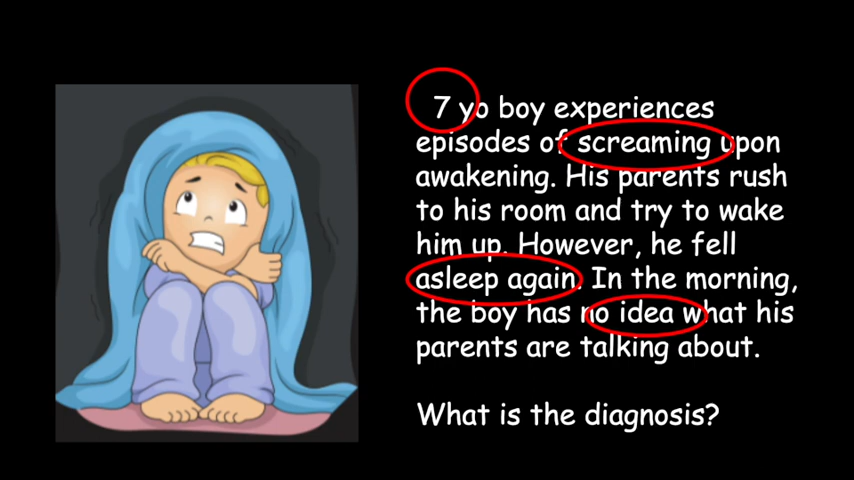 7 yo boy experiences
episodes of screaming upon
awakening. His parents rush
to his room and try to wake
him up. However, he fell
asleep again. In the morning,
the boy has no idea what his
parents are talking about.
What is the diagnosis?